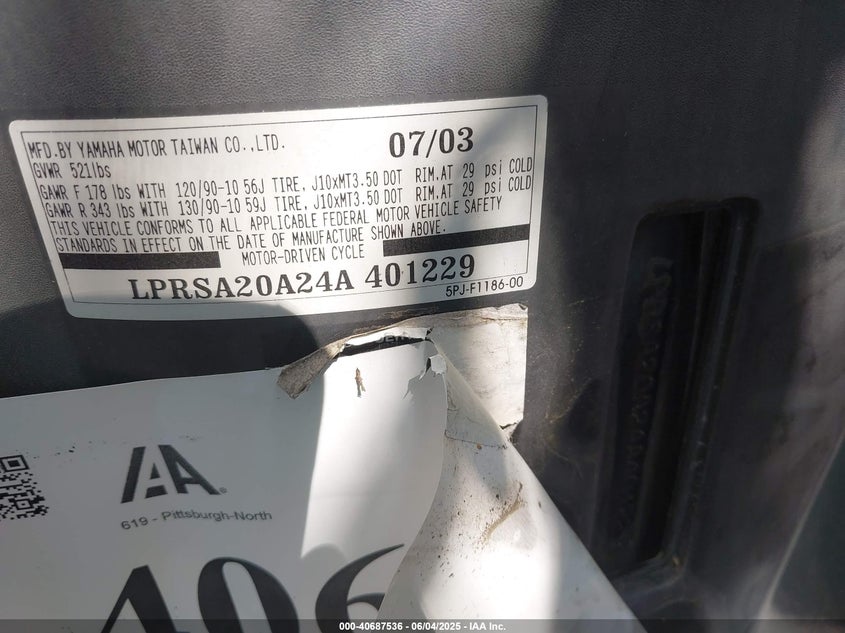 MFD.BY YAMAHA MOTOR TAIWAN CO.,LTD. 07/03
GVWR 521lbs
GAWR F 178 lbs WITH 120/90-10 56J TIRE, J10xMT3.50 DOT RIM.AT 29 psi COLD
GAWR R 343 lbs WITH 130/90-10 59J TIRE, J10xMT3.50 DOT RIM.AT 29 psi COLD
THIS VEHICLE CONFORMS TO ALL APPLICABLE FEDERAL MOTOR VEHICLE SAFETY
STANDARDS IN EFFECT ON THE DATE OF MANUFACTURE SHOWN ABOVE.
MOTOR-DRIVEN CYCLE
LPRSA20A24A 401229
5PJ-F1186-00
IAA
619 - Pittsburgh-North
406
000-40687536 - 06/04/2025 - IAA Inc.